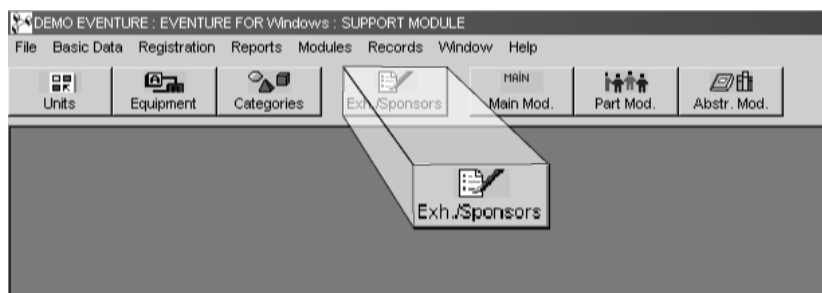 DEMO EVENTURE : EVENTURE FOR Windows : SUPPORT MODULE
File Basic Data Registration Reports Modules Records Window Help
MAIN
Units Equipment Categories Exh./Sponsors Main Mod. Part Mod. Abstr. Mod.
Exh./Sponsors